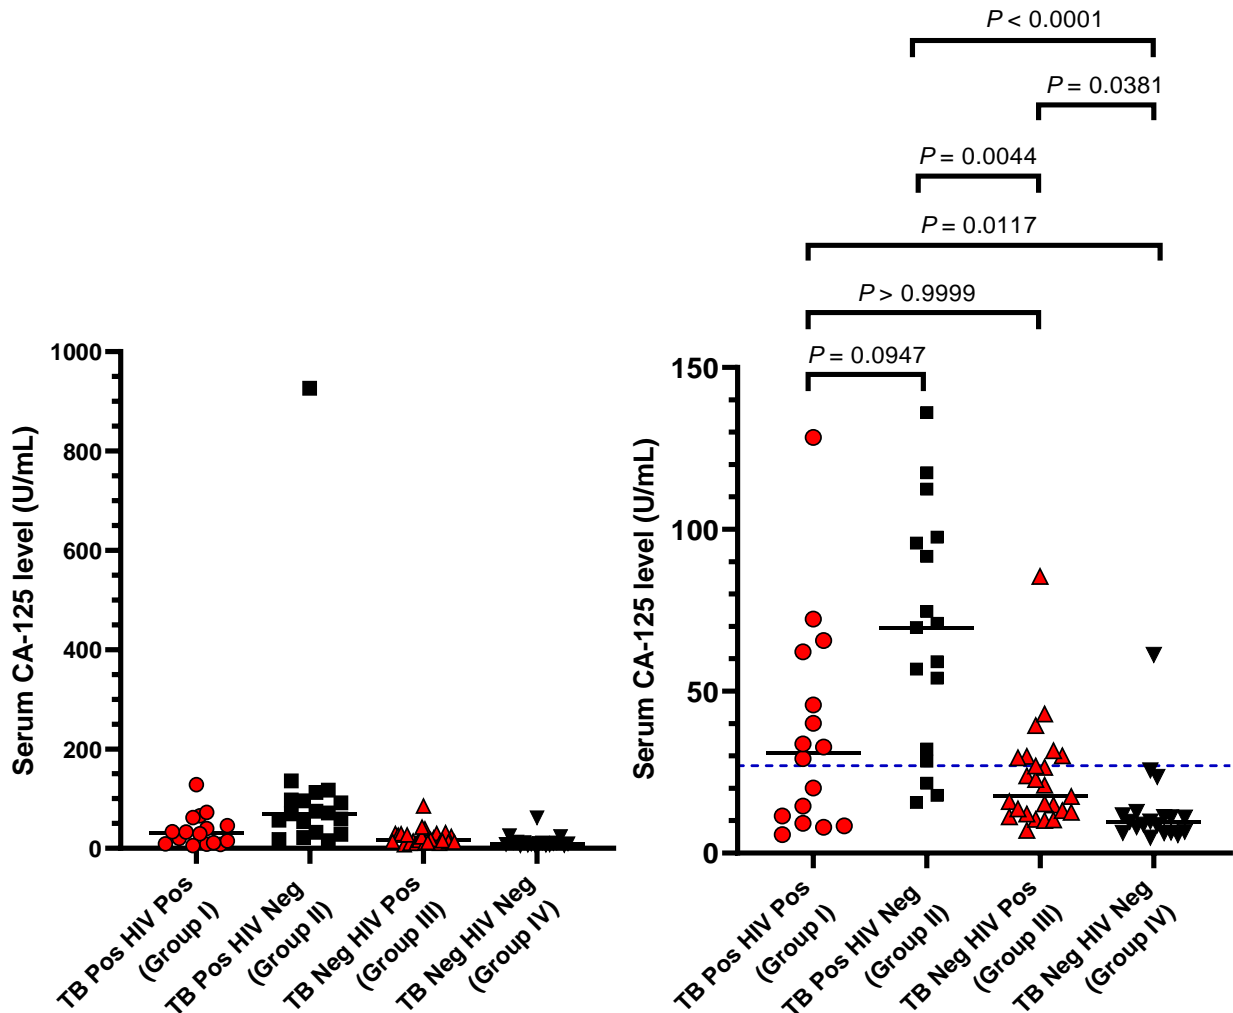 P < 0.0001
P = 0.0381
P = 0.0044
P = 0.0117
P > 0.9999
P = 0.0947
Serum CA-125 level (U/mL)
1000
800
600
400
200
0
TB Pos HIV Pos
(Group I)
TB Pos HIV Neg
(Group II)
TB Neg HIV Pos
(Group III)
TB Neg HIV Neg
(Group IV)
Serum CA-125 level (U/mL)
150
100
50
0
TB Pos HIV Pos
(Group I)
TB Pos HIV Neg
(Group II)
TB Neg HIV Pos
(Group III)
TB Neg HIV Neg
(Group IV)